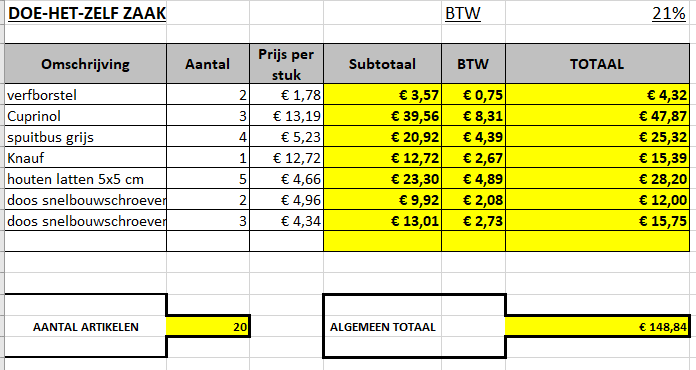 DOE-HET-ZELF ZAAK BTW 21%
Omschrijving Aantal Prijs per stuk Subtotaal BTW TOTAAL
verfborstel 2 € 1,78 € 3,57 € 0,75 € 4,32
Cuprinol 3 € 13,19 € 39,56 € 8,31 € 47,87
spuitbus grijs 4 € 5,23 € 20,92 € 4,39 € 25,32
Knauf 1 € 12,72 € 12,72 € 2,67 € 15,39
houten latten 5x5 cm 5 € 4,66 € 23,30 € 4,89 € 28,20
doos snelbouwschroever 2 € 4,96 € 9,92 € 2,08 € 12,00
doos snelbouwschroever 3 € 4,34 € 13,01 € 2,73 € 15,75
AANTAL ARTIKELEN 20 ALGEMEEN TOTAAL € 148,84